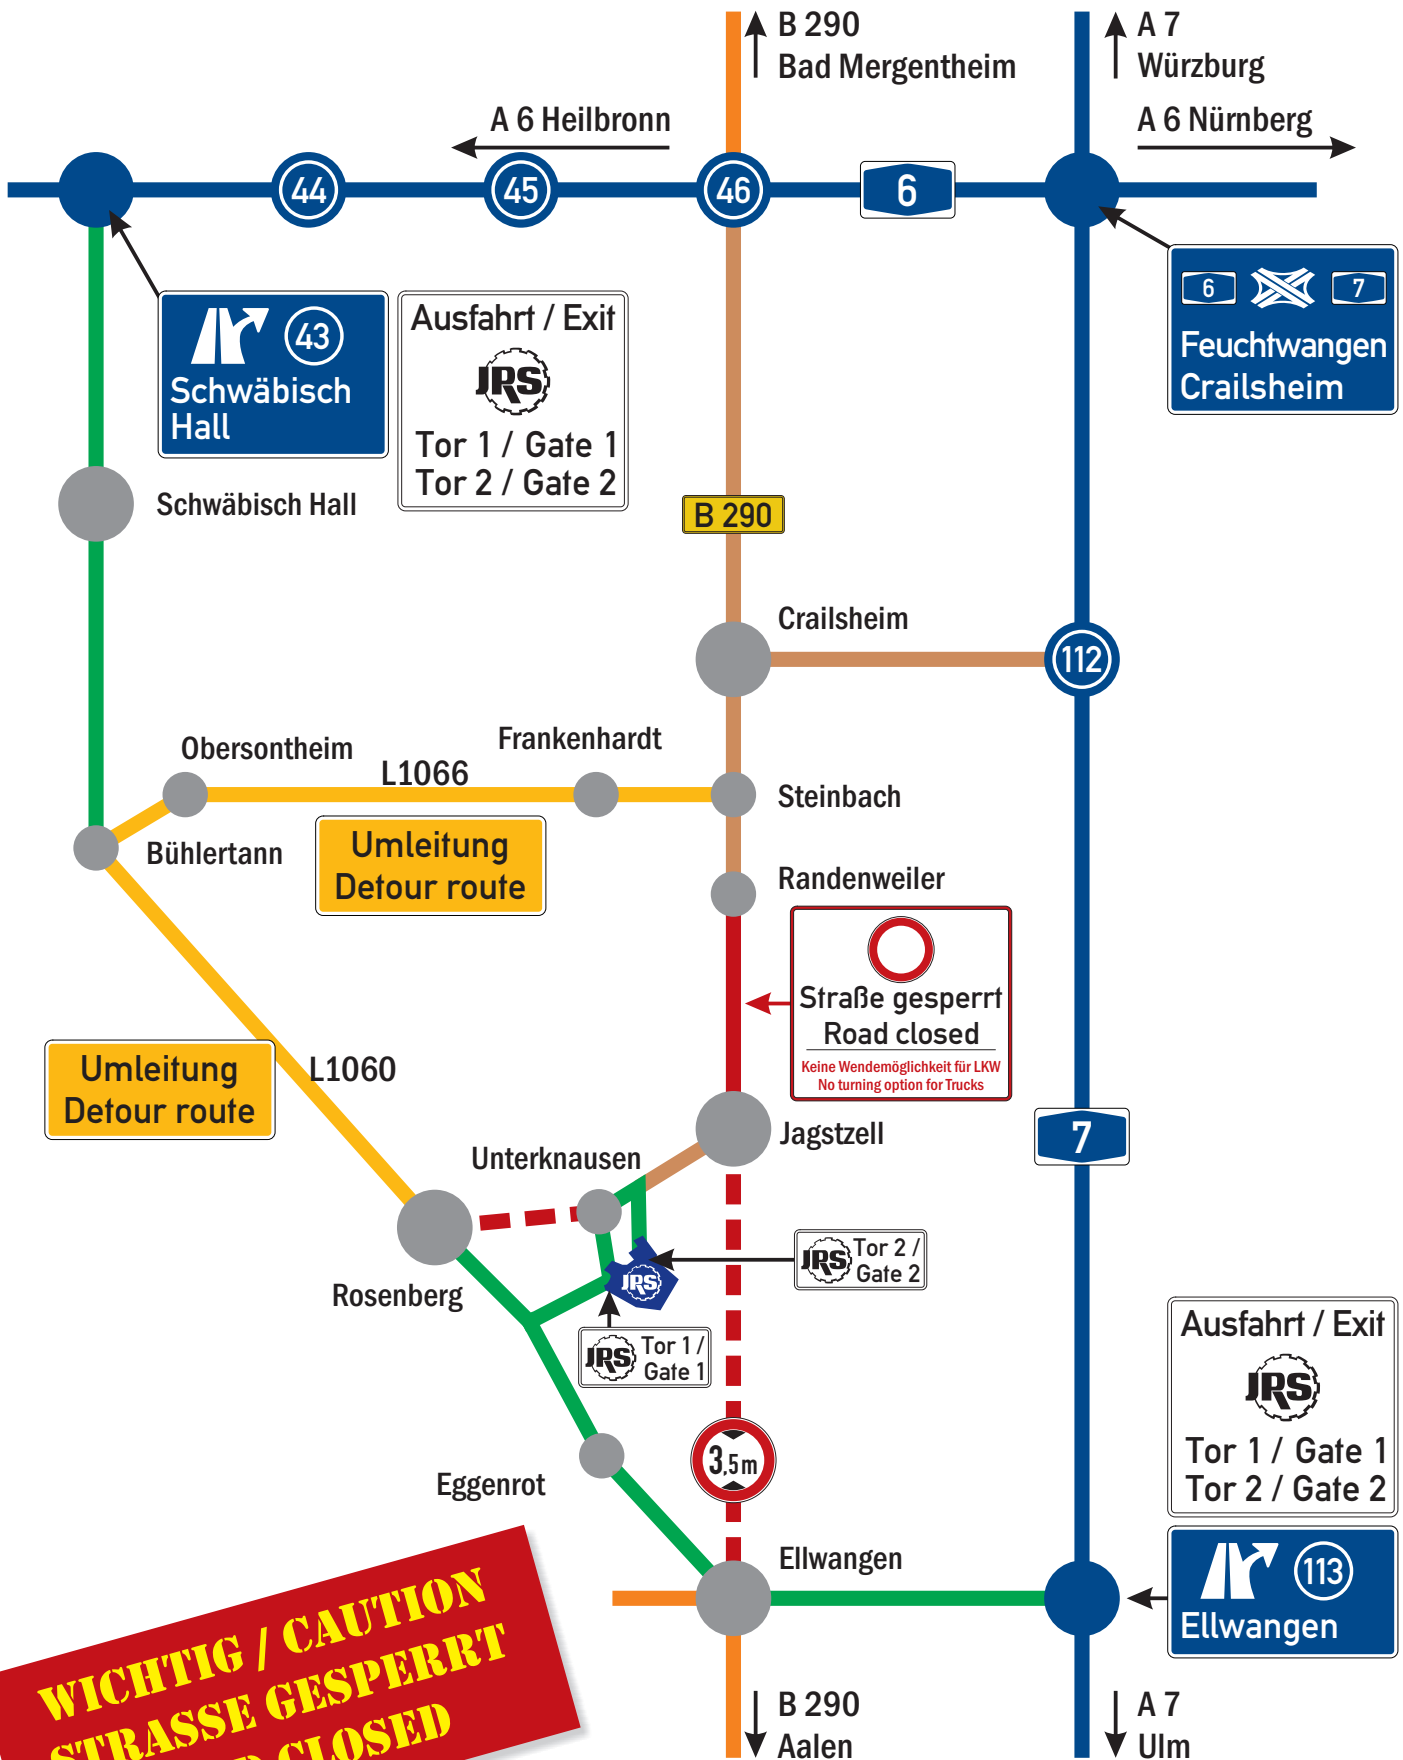 B 290
Bad Mergentheim
A 7
Würzburg
A 6 Heilbronn
A 6 Nürnberg
44
45
46
6
6
7
Feuchtwangen
Crailsheim
43
Schwäbisch
Hall
Ausfahrt / Exit
JRS
Tor 1 / Gate 1
Tor 2 / Gate 2
Schwäbisch Hall
B 290
Crailsheim
112
Obersontheim
Frankenhardt
L1066
Steinbach
Bühlertann
Umleitung
Detour route
Randenweiler
Straße gesperrt
Road closed
Keine Wendemöglichkeit für LKW
No turning option for Trucks
Umleitung
Detour route
L1060
Jagstzell
7
Unterknausen
JRS
Tor 2 /
Gate 2
JRS
Rosenberg
JRS
Tor 1 /
Gate 1
Ausfahrt / Exit
JRS
Tor 1 / Gate 1
Tor 2 / Gate 2
3,5 m
Eggenrot
Ellwangen
113
Ellwangen
WICHTIG / CAUTION
STRASSE GESPERRT
CLOSED
B 290
Aalen
A 7
Ulm